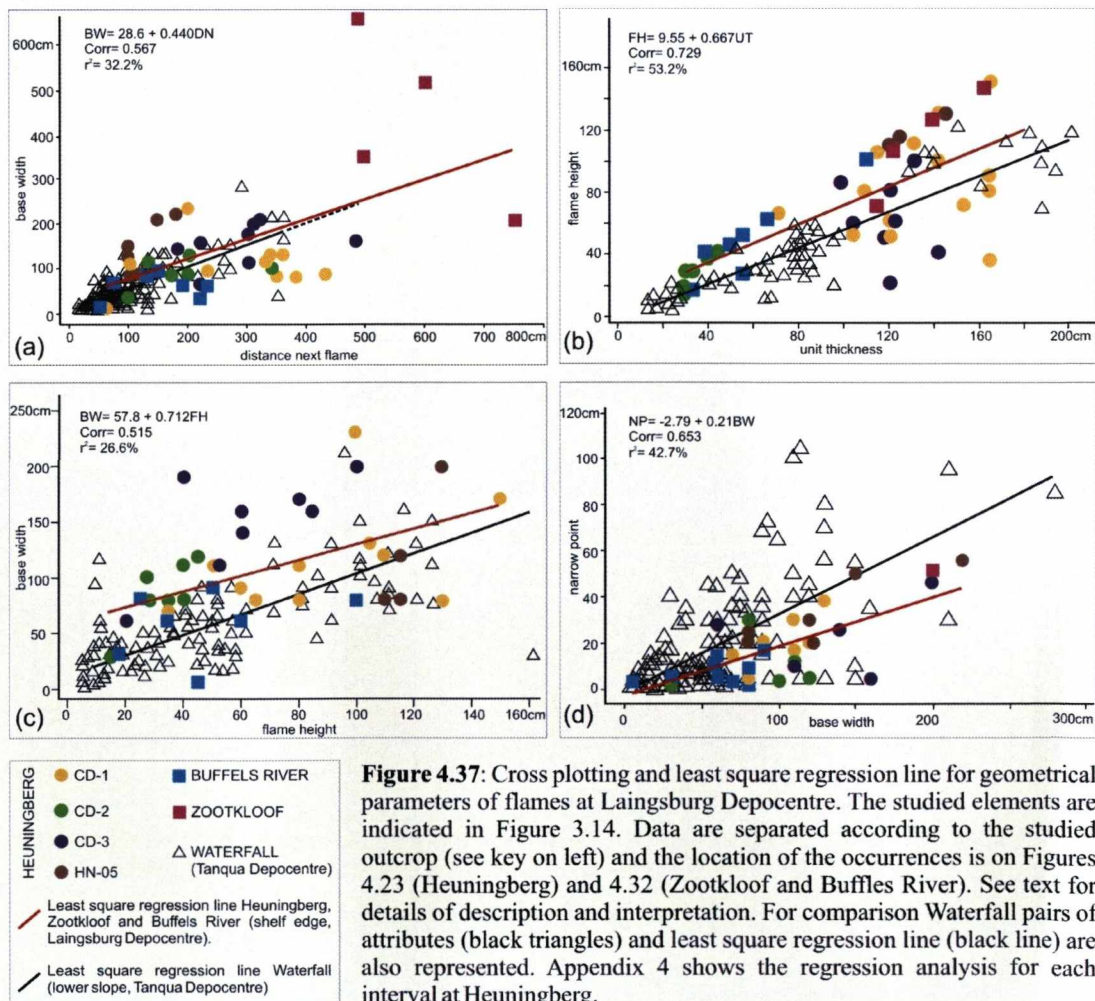 BW= 28.6 + 0.440DN
Corr= 0.567
r²= 32.2%
600cm
500
400
300
200
100
0
base width
0
100
200
300
400
500
600
700
800cm
distance next flame
(a)
FH= 9.55 + 0.667UT
Corr= 0.729
r²= 53.2%
160cm
120
80
40
0
flame height
0
40
80
120
160
200cm
unit thickness
(b)
BW= 57.8 + 0.712FH
Corr= 0.515
r²= 26.6%
250cm
200
150
100
50
0
base width
0
20
40
60
80
100
120
140
160cm
flame height
(c)
NP= -2.79 + 0.21BW
Corr= 0.653
r²= 42.7%
120cm
100
80
60
40
20
0
narrow point
0
100
200
300cm
base width
(d)
HEUNINGBERG
CD-1
CD-2
CD-3
HN-05
BUFFELS RIVER
ZOOTKLOOF
WATERFALL
(Tanqua Depocentre)
Least square regression line Heuningberg,
Zootkloof and Buffels River (shelf edge,
Laingsburg Depocentre).
Least square regression line Waterfall
(lower slope, Tanqua Depocentre)
Figure 4.37: Cross plotting and least square regression line for geometrical
parameters of flames at Laingsburg Depocentre. The studied elements are
indicated in Figure 3.14. Data are separated according to the studied
outcrop (see key on left) and the location of the occurrences is on Figures
4.23 (Heuningberg) and 4.32 (Zootkloof and Buffles River). See text for
details of description and interpretation. For comparison Waterfall pairs of
attributes (black triangles) and least square regression line (black line) are
also represented. Appendix 4 shows the regression analysis for each
interval at Heuningberg.